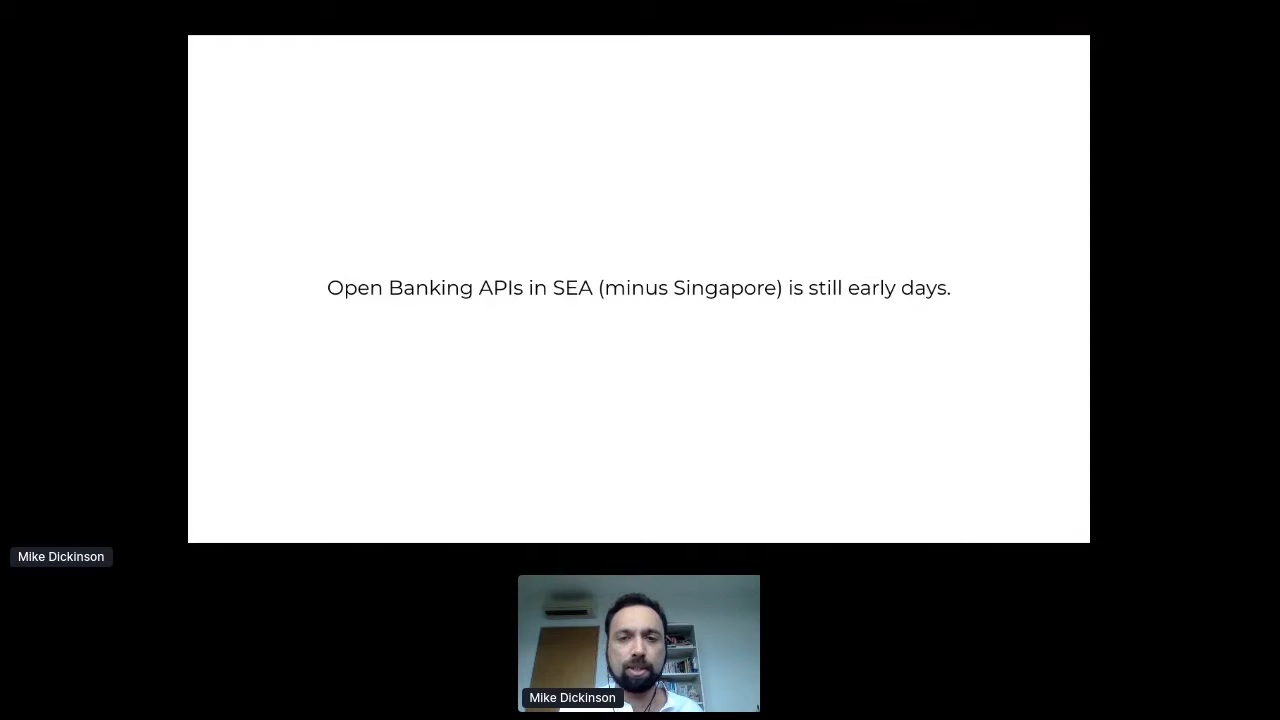 Open Banking APIs in SEA (minus Singapore) is still early days.
Mike Dickinson
Mike Dickinson